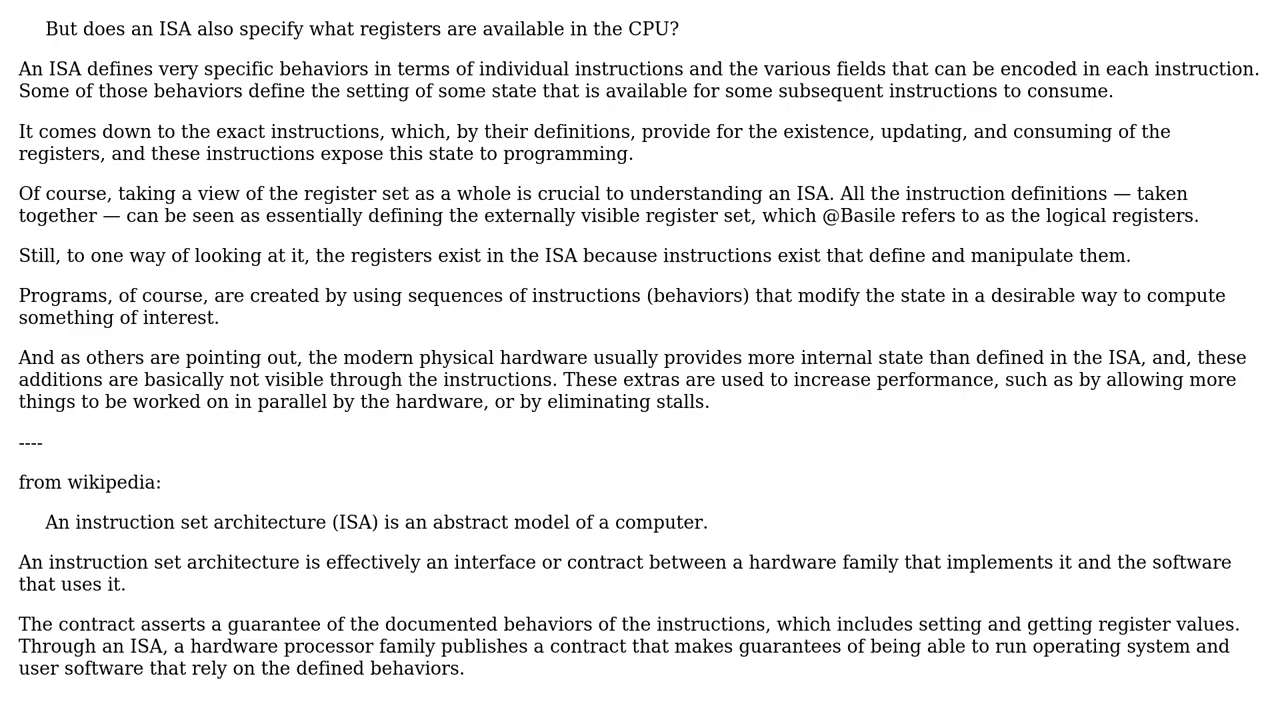 But does an ISA also specify what registers are available in the CPU?
An ISA defines very specific behaviors in terms of individual instructions and the various fields that can be encoded in each instruction.
Some of those behaviors define the setting of some state that is available for some subsequent instructions to consume.
It comes down to the exact instructions, which, by their definitions, provide for the existence, updating, and consuming of the
registers, and these instructions expose this state to programming.
Of course, taking a view of the register set as a whole is crucial to understanding an ISA. All the instruction definitions — taken
together — can be seen as essentially defining the externally visible register set, which @Basile refers to as the logical registers.
Still, to one way of looking at it, the registers exist in the ISA because instructions exist that define and manipulate them.
Programs, of course, are created by using sequences of instructions (behaviors) that modify the state in a desirable way to compute
something of interest.
And as others are pointing out, the modern physical hardware usually provides more internal state than defined in the ISA, and, these
additions are basically not visible through the instructions. These extras are used to increase performance, such as by allowing more
things to be worked on in parallel by the hardware, or by eliminating stalls.
----
from wikipedia:
An instruction set architecture (ISA) is an abstract model of a computer.
An instruction set architecture is effectively an interface or contract between a hardware family that implements it and the software
that uses it.
The contract asserts a guarantee of the documented behaviors of the instructions, which includes setting and getting register values.
Through an ISA, a hardware processor family publishes a contract that makes guarantees of being able to run operating system and
user software that rely on the defined behaviors.